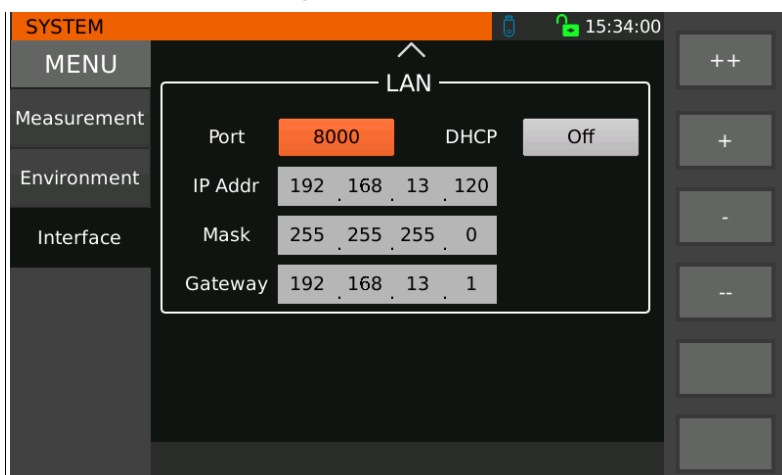 SYSTEM 15:34:00
MENU
++
LAN
Measurement
Port 8000 DHCP Off
+
Environment
IP Addr 192 . 168 . 13 . 120
-
Interface
Mask 255 . 255 . 255 . 0
Gateway 192 . 168 . 13 . 1
--